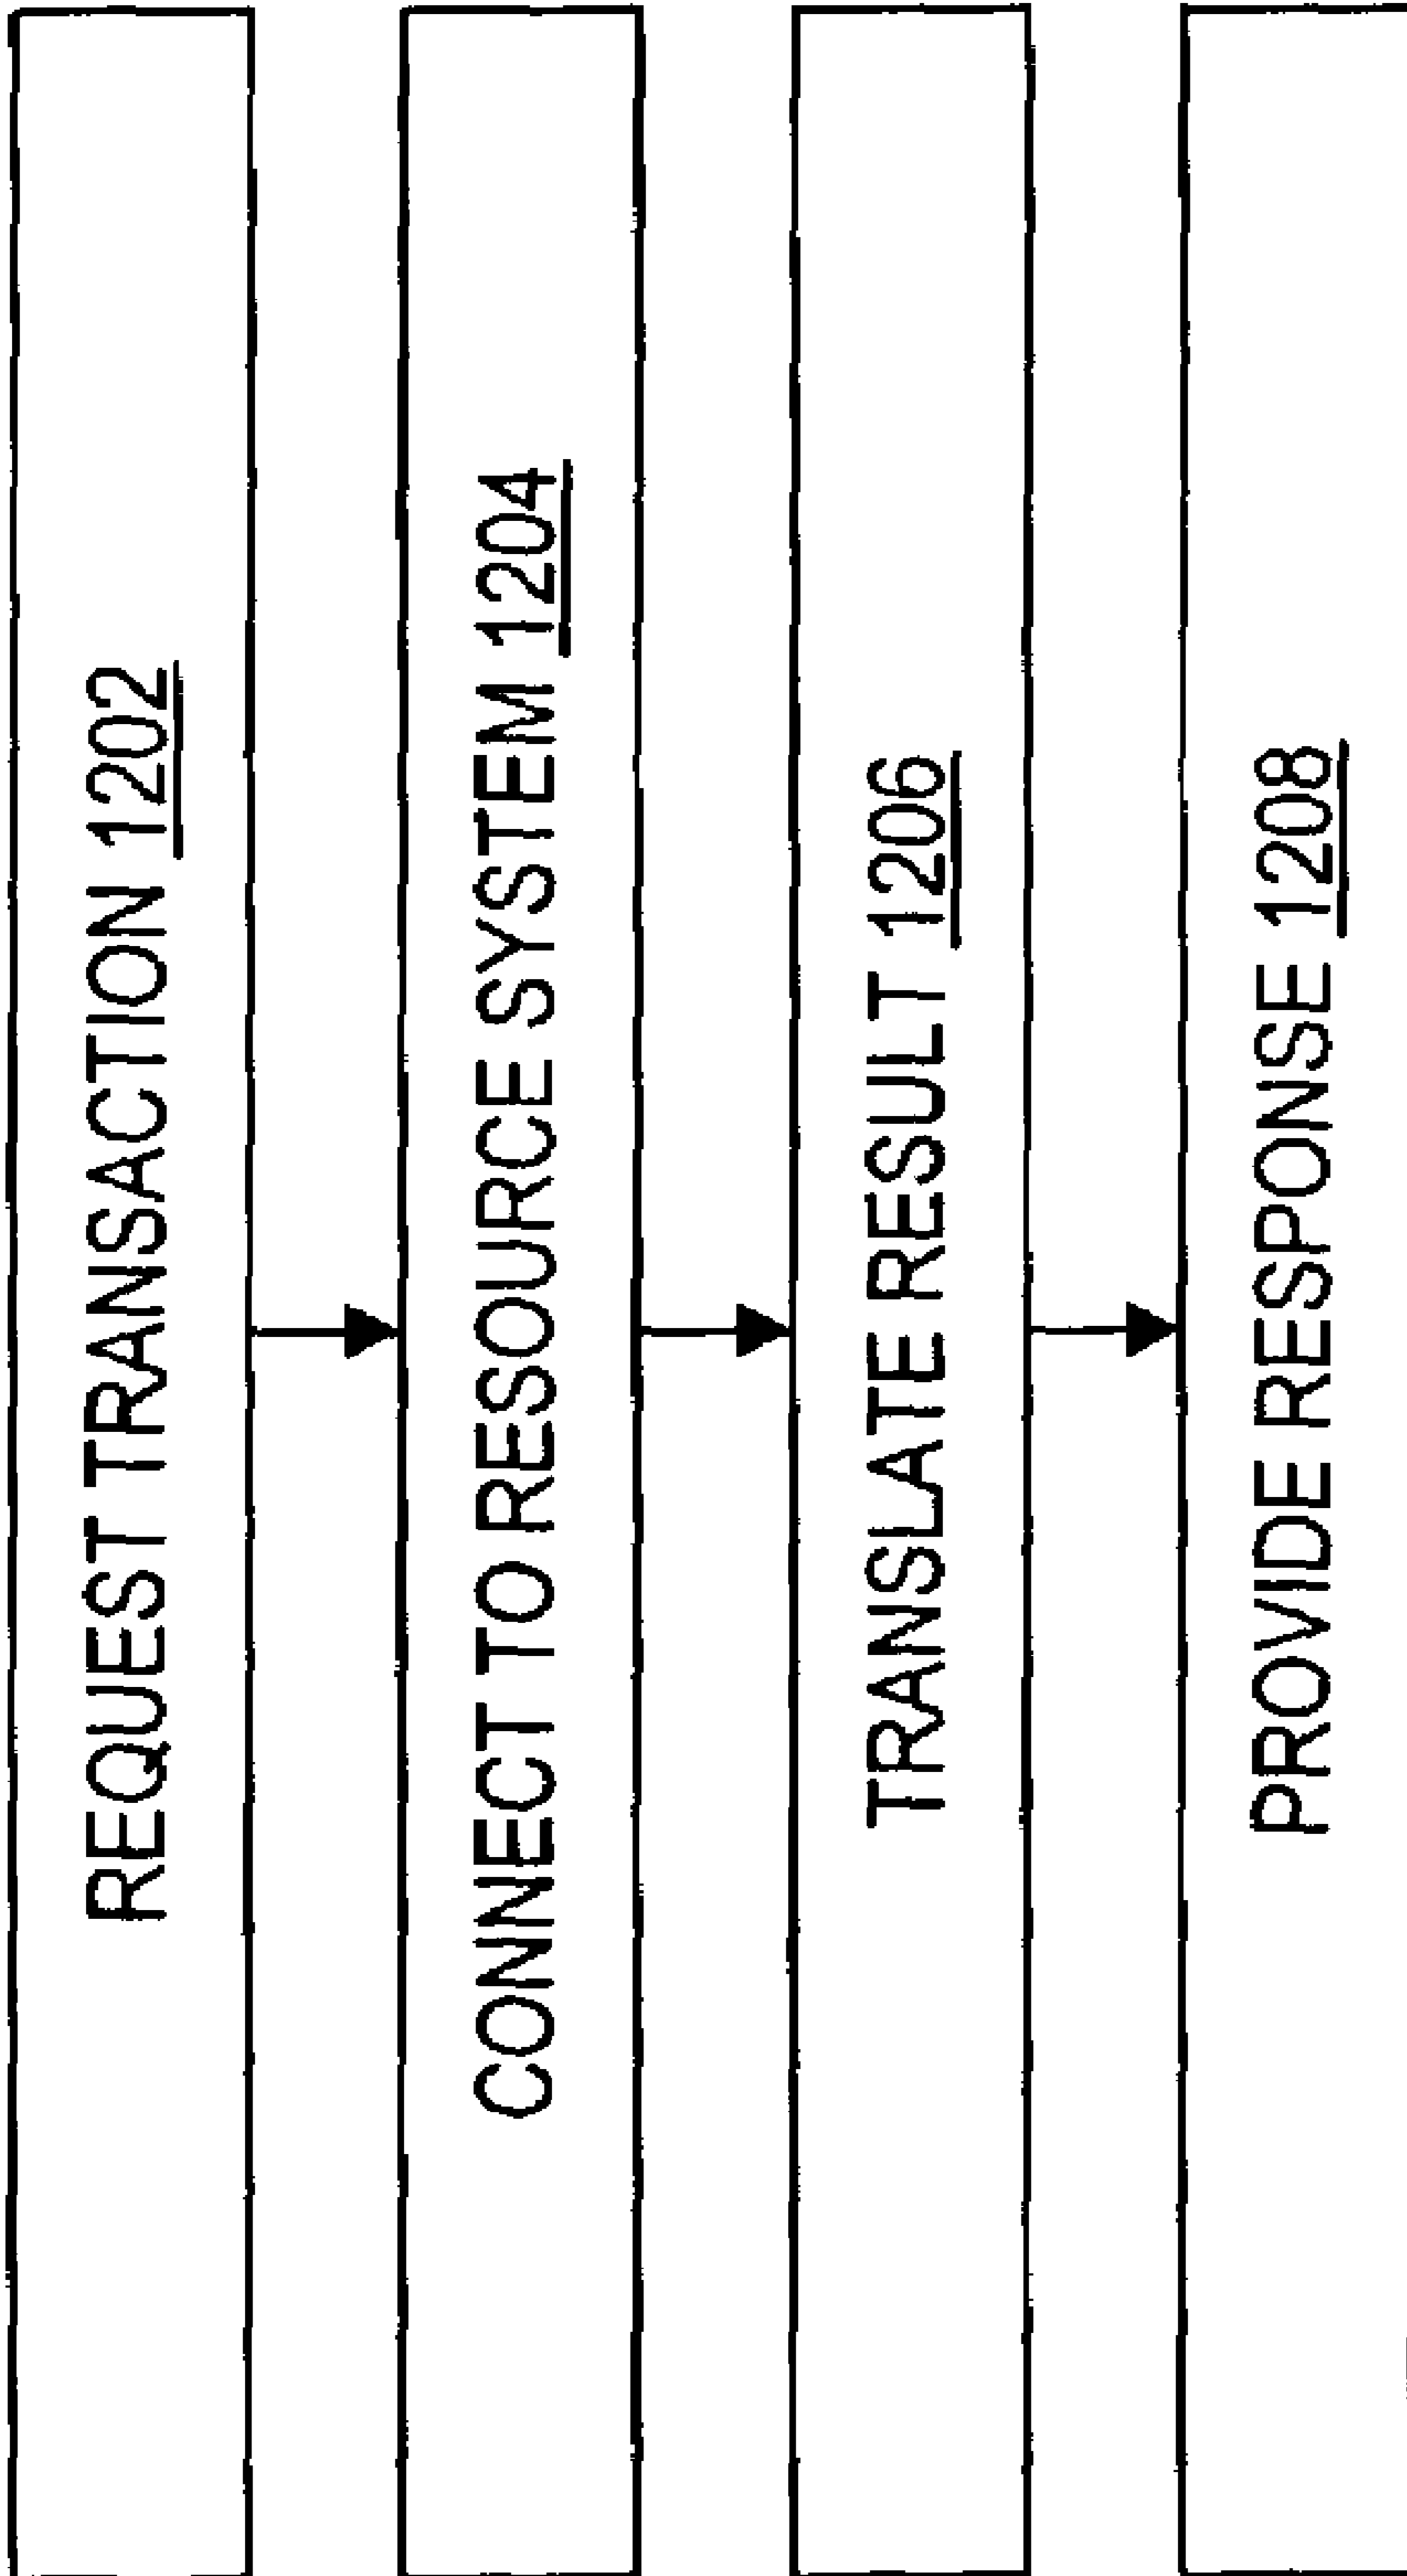 REQUEST TRANSACTION 1202
CONNECT TO RESOURCE SYSTEM 1204
TRANSLATE RESULT 1206
PROVIDE RESPONSE 1208